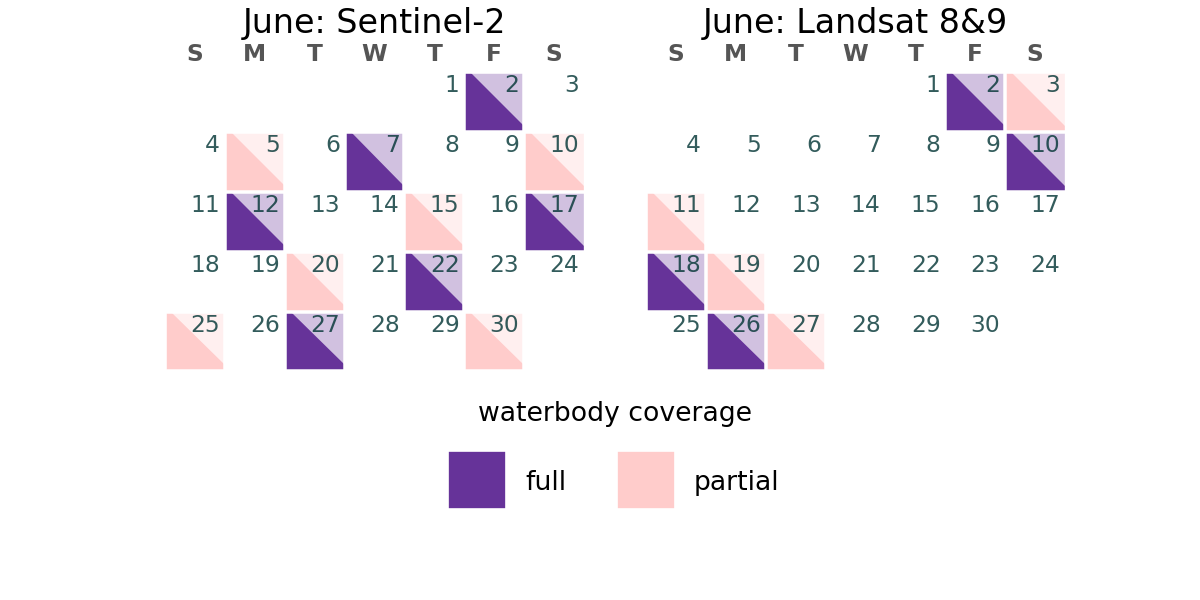 June: Sentinel-2
S M T W T F S
1 2 3
4 5 6 7 8 9 10
11 12 13 14 15 16 17
18 19 20 21 22 23 24
25 26 27 28 29 30
June: Landsat 8&9
S M T W T F S
1 2 3
4 5 6 7 8 9 10
11 12 13 14 15 16 17
18 19 20 21 22 23 24
25 26 27 28 29 30
waterbody coverage
full
partial